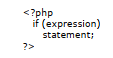 <?php
  if (expression)
    statement;
?>